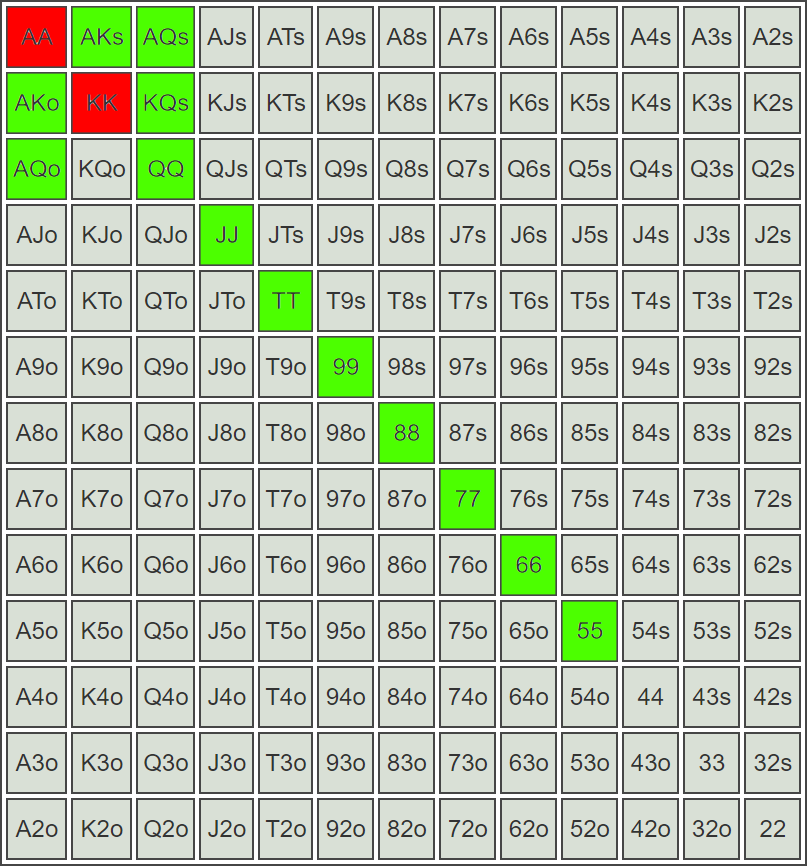 AA AKs AQs AJs ATs A9s A8s A7s A6s A5s A4s A3s A2s
AKo KK KQs KJs KTs K9s K8s K7s K6s K5s K4s K3s K2s
AQo KQo QQ QJs QTs Q9s Q8s Q7s Q6s Q5s Q4s Q3s Q2s
AJo KJo QJo JJ JTs J9s J8s J7s J6s J5s J4s J3s J2s
ATo KTo QTo JTo TT T9s T8s T7s T6s T5s T4s T3s T2s
A9o K9o Q9o J9o T9o 99 98s 97s 96s 95s 94s 93s 92s
A8o K8o Q8o J8o T8o 98o 88 87s 86s 85s 84s 83s 82s
A7o K7o Q7o J7o T7o 97o 87o 77 76s 75s 74s 73s 72s
A6o K6o Q6o J6o T6o 96o 86o 76o 66 65s 64s 63s 62s
A5o K5o Q5o J5o T5o 95o 85o 75o 65o 55 54s 53s 52s
A4o K4o Q4o J4o T4o 94o 84o 74o 64o 54o 44 43s 42s
A3o K3o Q3o J3o T3o 93o 83o 73o 63o 53o 43o 33 32s
A2o K2o Q2o J2o T2o 92o 82o 72o 62o 52o 42o 32o 22